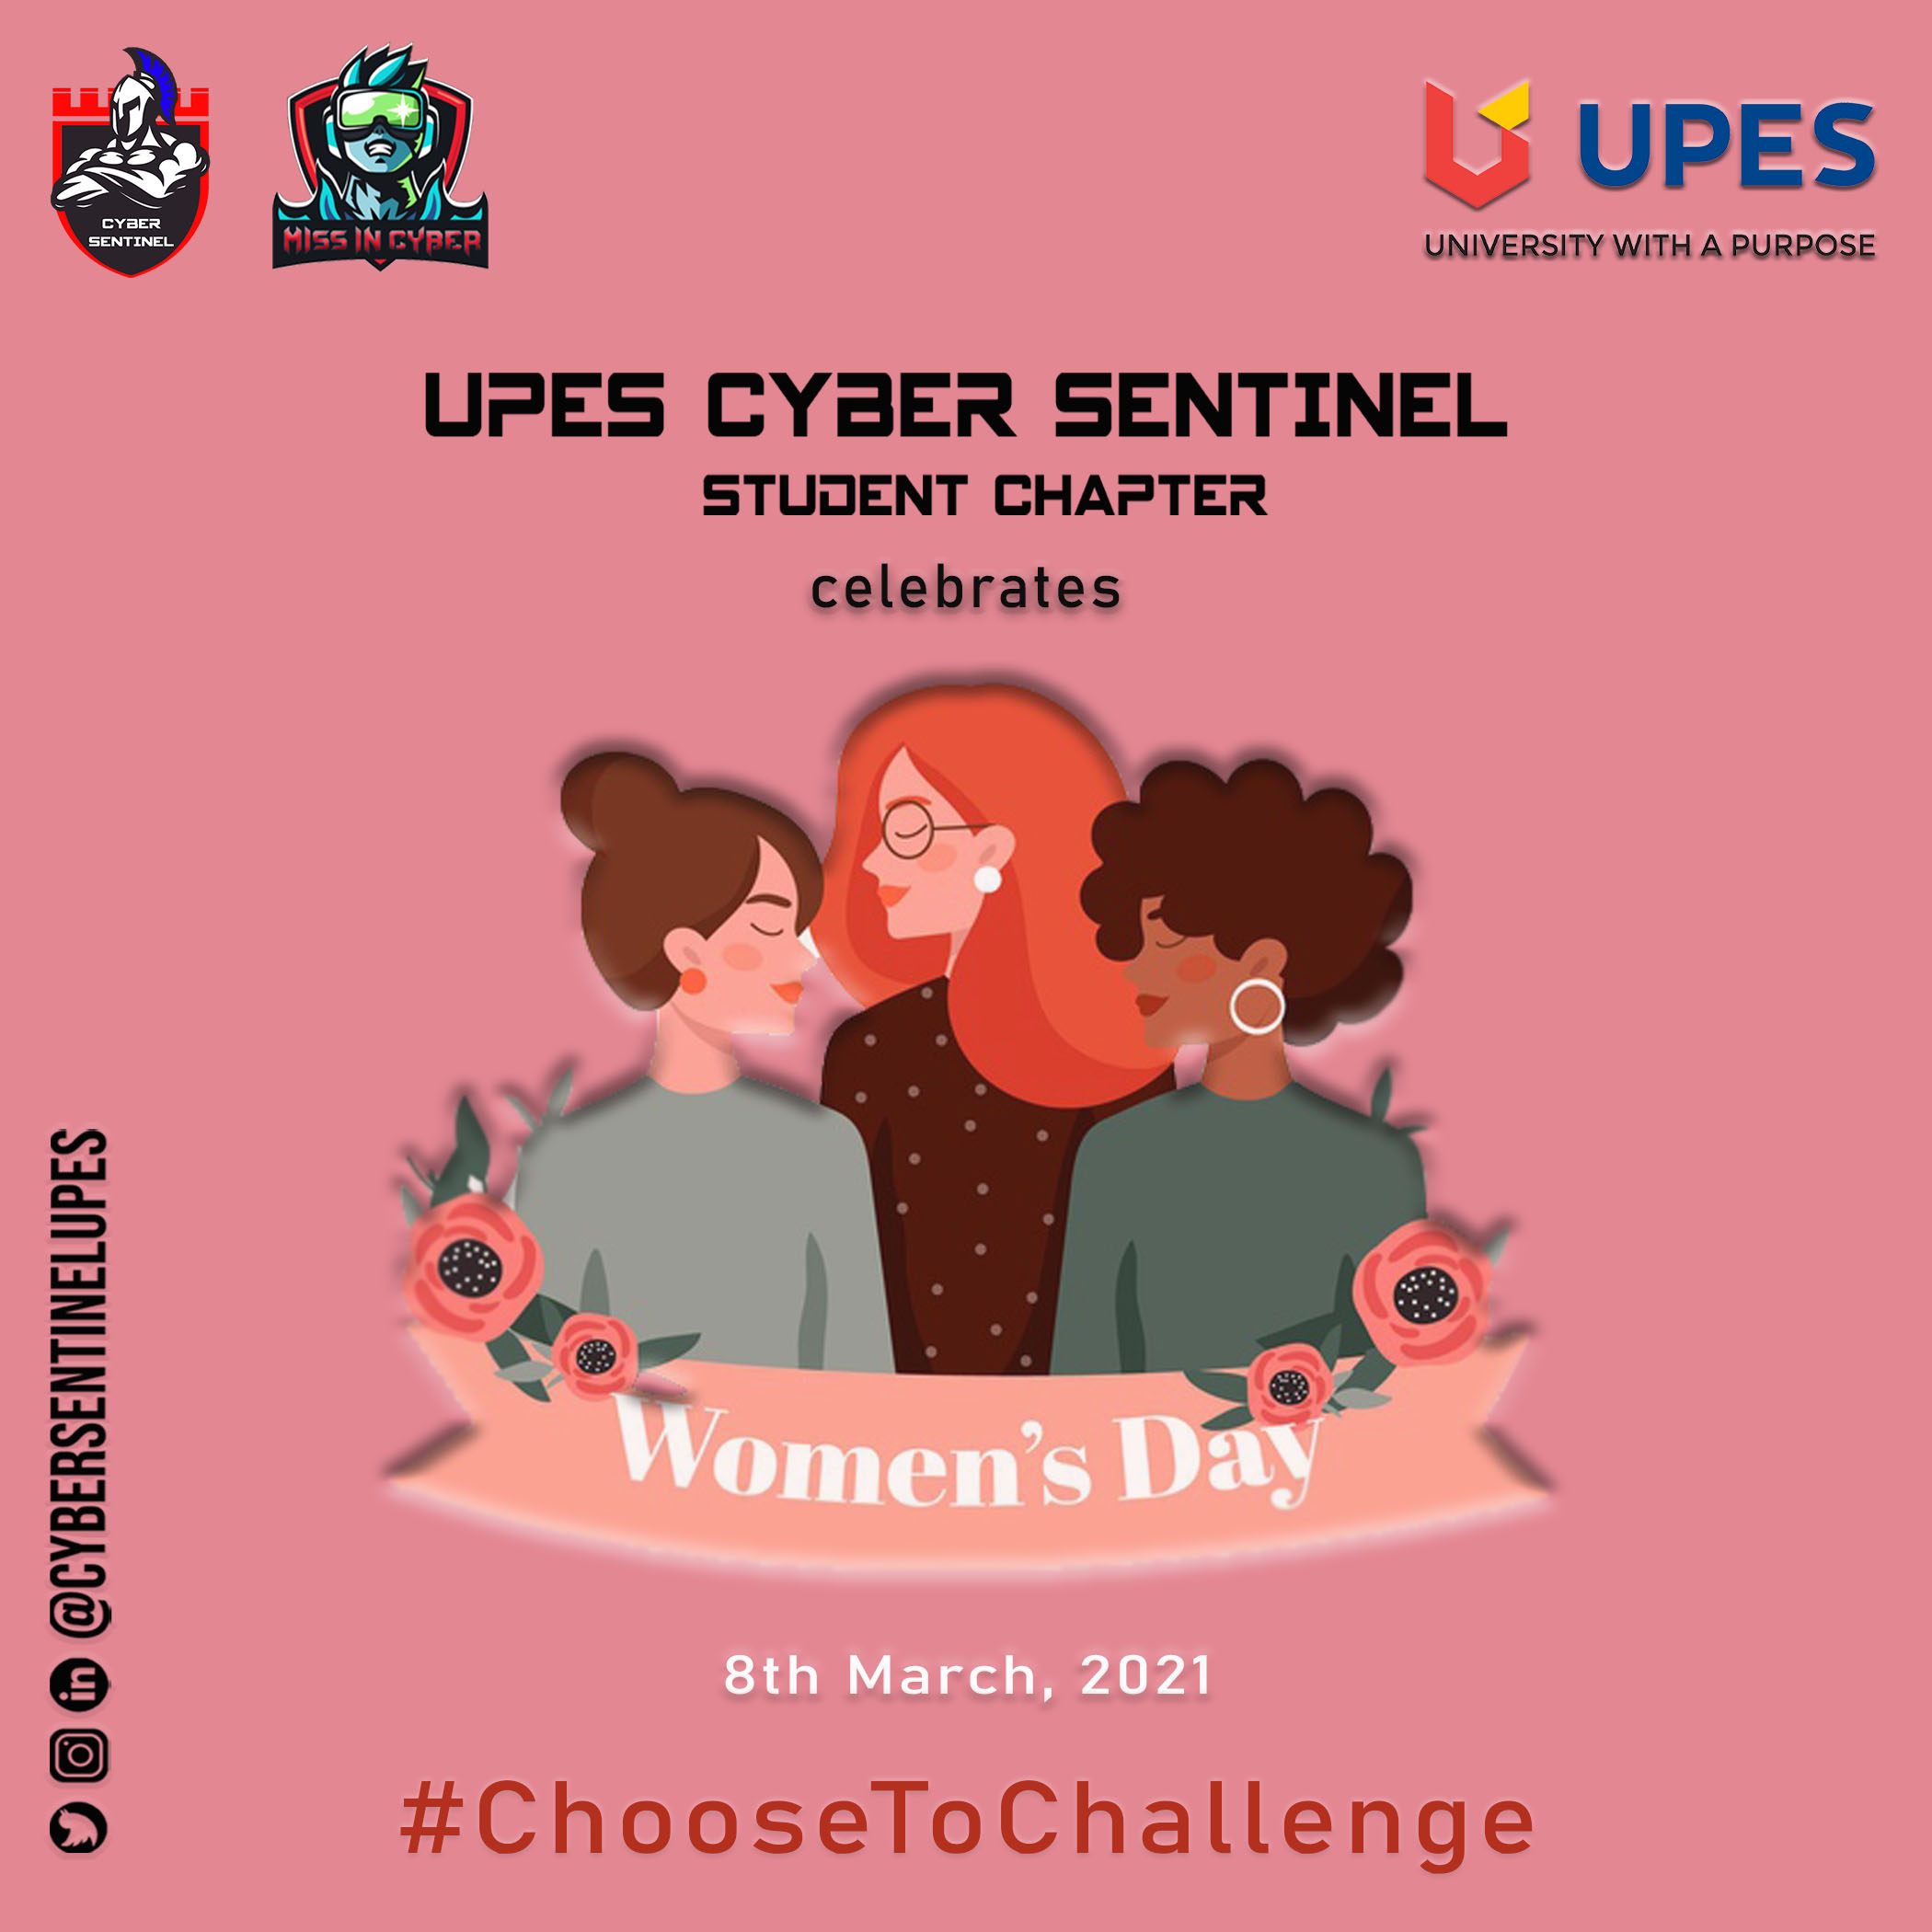 CYBER
SENTINEL
MISS IN CYBER
UPES
UNIVERSITY WITH A PURPOSE
UPES CYBER SENTINEL
STUDENT CHAPTER
celebrates
Women's Day
8th March, 2021
#ChooseToChallenge
@CYBERSENTINELUPES